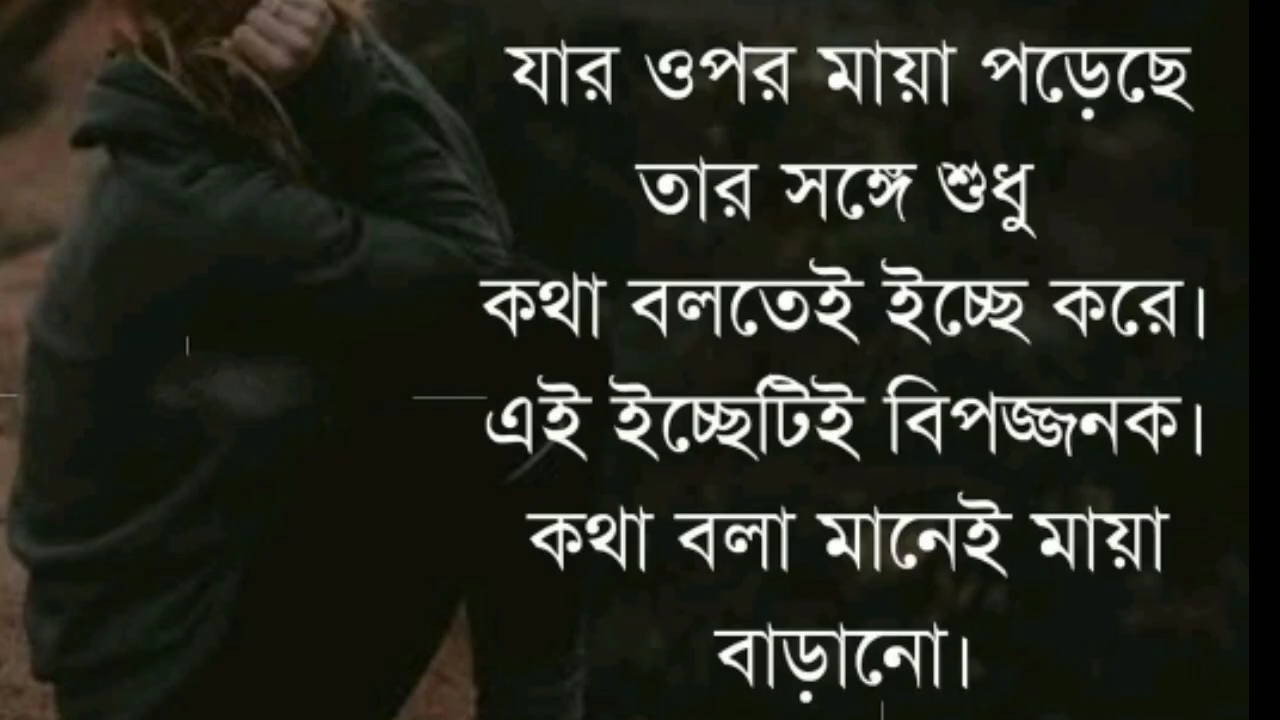 যার ওপর মায়া পড়েছে
তার সঙ্গে শুধু
কথা বলতেই ইচ্ছে করে।
এই ইচ্ছেটিই বিপজ্জনক।
কথা বলা মানেই মায়া
বাড়ানো।